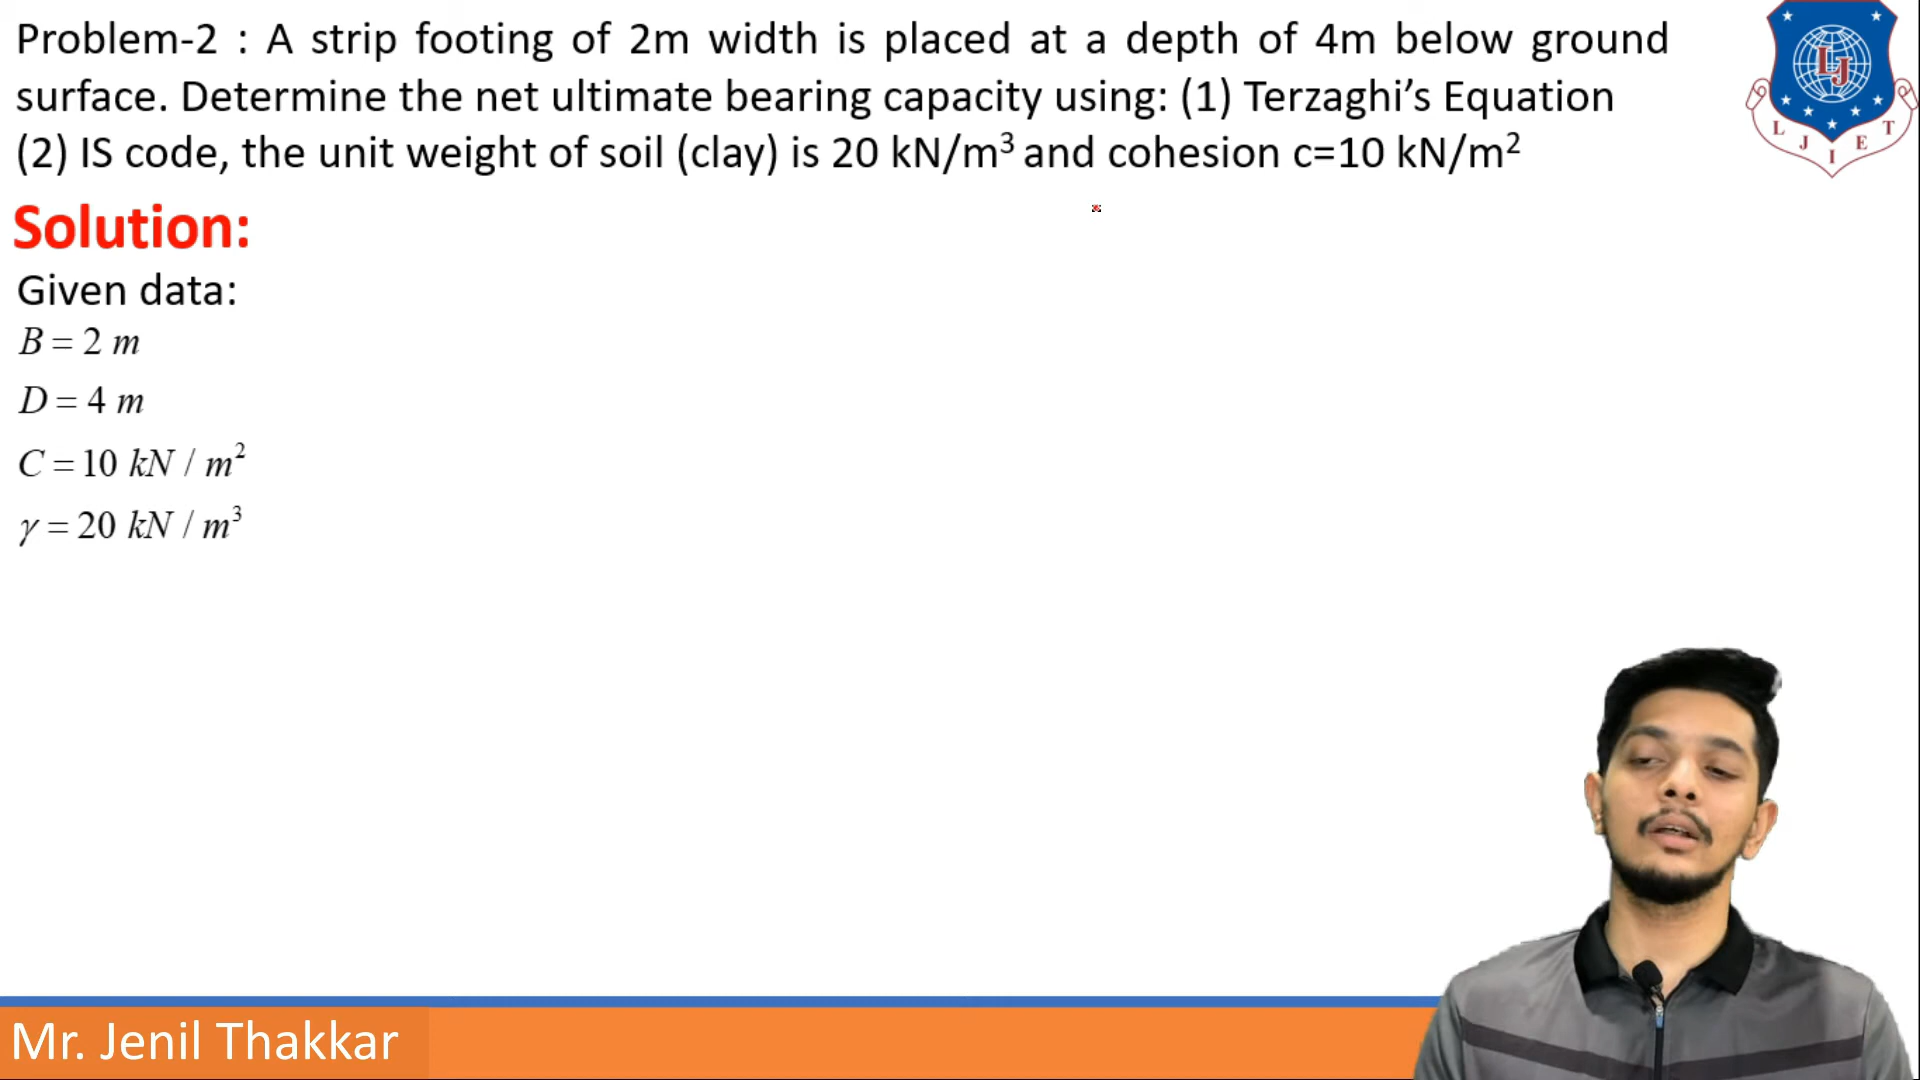 Problem-2 : A strip footing of 2m width is placed at a depth of 4m below ground
surface. Determine the net ultimate bearing capacity using: (1) Terzaghi’s Equation
(2) IS code, the unit weight of soil (clay) is 20 kN/m³ and cohesion c=10 kN/m²
LJ
L J I E T
Solution:
Given data:
B = 2 m
D = 4 m
C = 10 kN / m²
γ = 20 kN / m³
Mr. Jenil Thakkar